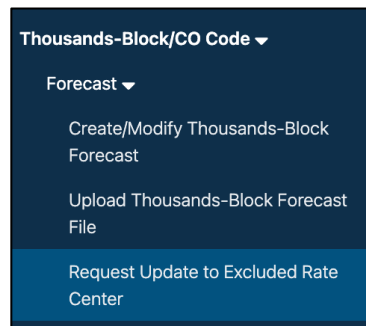 Thousands-Block/CO Code
Forecast
Create/Modify Thousands-Block
Forecast
Upload Thousands-Block Forecast
File
Request Update to Excluded Rate
Center